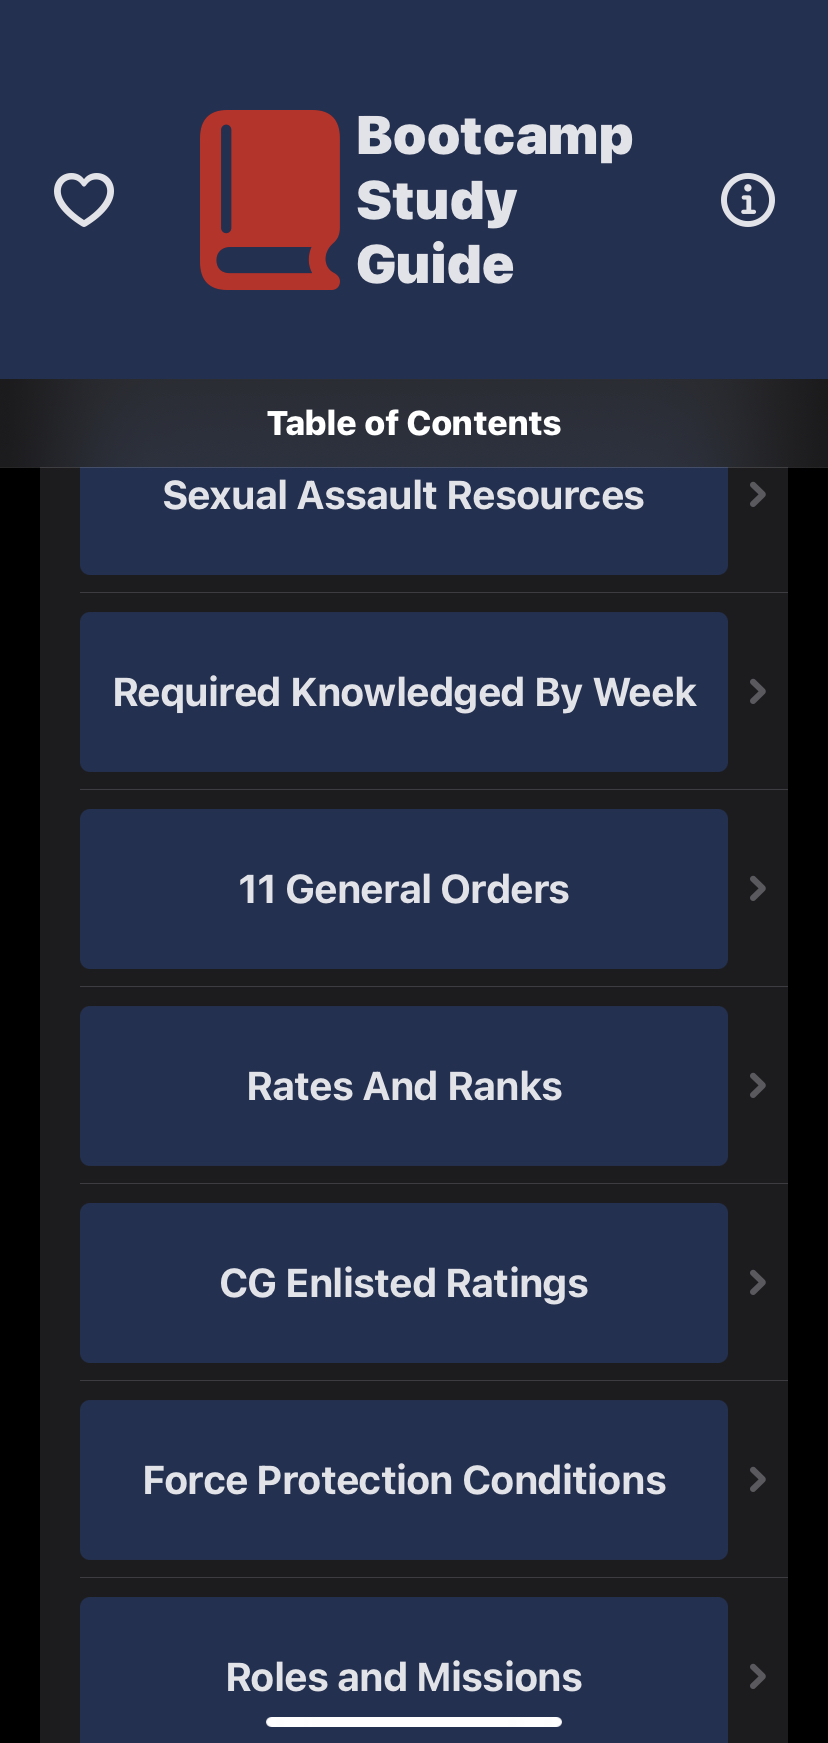 Bootcamp
Study
Guide
Table of Contents
Sexual Assault Resources
Required Knowledged By Week
11 General Orders
Rates And Ranks
CG Enlisted Ratings
Force Protection Conditions
Roles and Missions